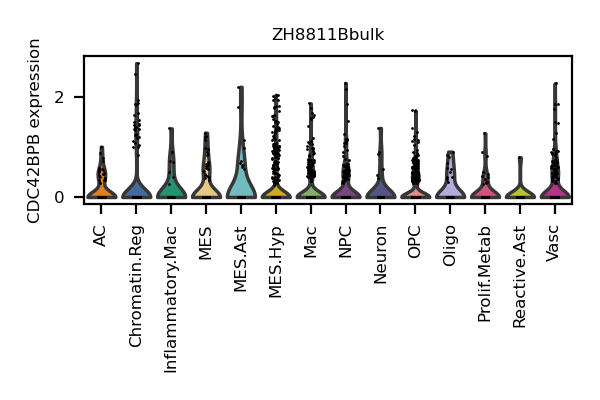 ZH8811Bbulk
CDC42BPB expression
2
0
AC
Chromatin.Reg
Inflammatory.Mac
MES
MES.Ast
MES.Hyp
Mac
NPC
Neuron
OPC
Oligo
Prolif.Metab
Reactive.Ast
Vasc